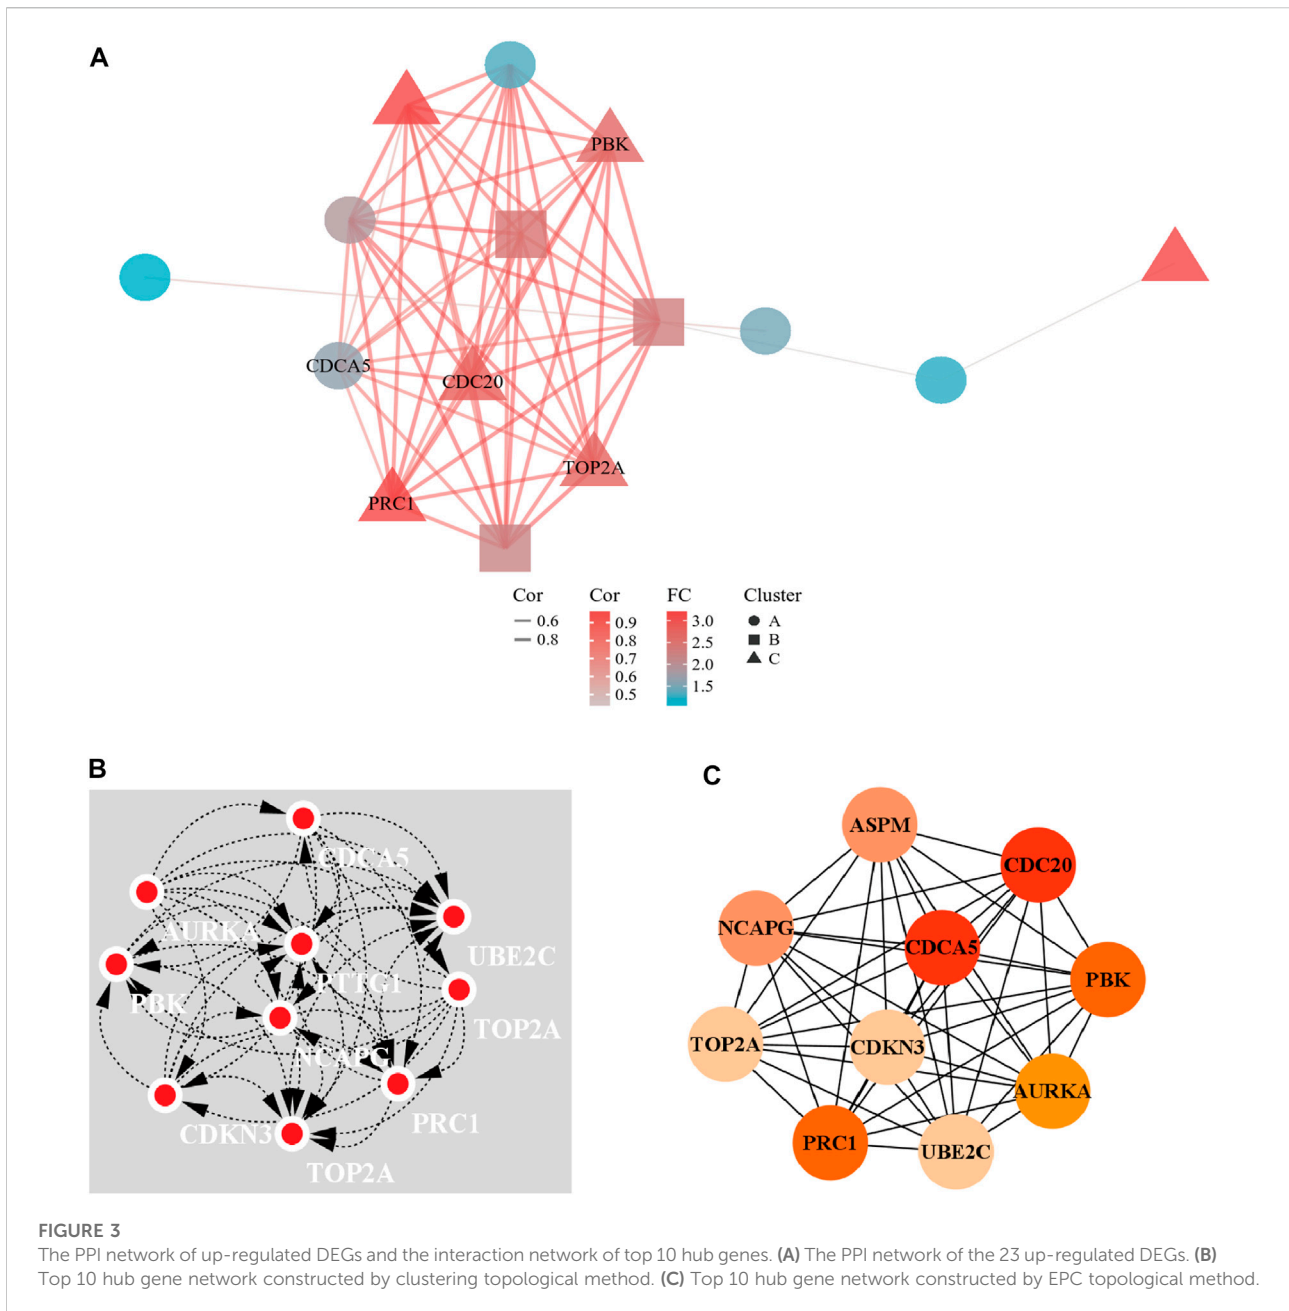 A
PBK
CDCA5
CDC20
TOP2A
PRC1
Cor
0.6
0.8
Cor
0.9
0.8
0.7
0.6
0.5
FC
3.0
2.5
2.0
1.5
Cluster
A
B
C
B
CDCA5
AURKA
UBE2C
PTTG1
PBK
TOP2A
NCAPG
PRC1
CDKN3
TOP2A
C
ASPM
CDC20
NCAPG
CDCA5
PBK
TOP2A
CDKN3
AURKA
PRC1
UBE2C
FIGURE 3
The PPI network of up-regulated DEGs and the interaction network of top 10 hub genes. (A) The PPI network of the 23 up-regulated DEGs. (B)
Top 10 hub gene network constructed by clustering topological method. (C) Top 10 hub gene network constructed by EPC topological method.